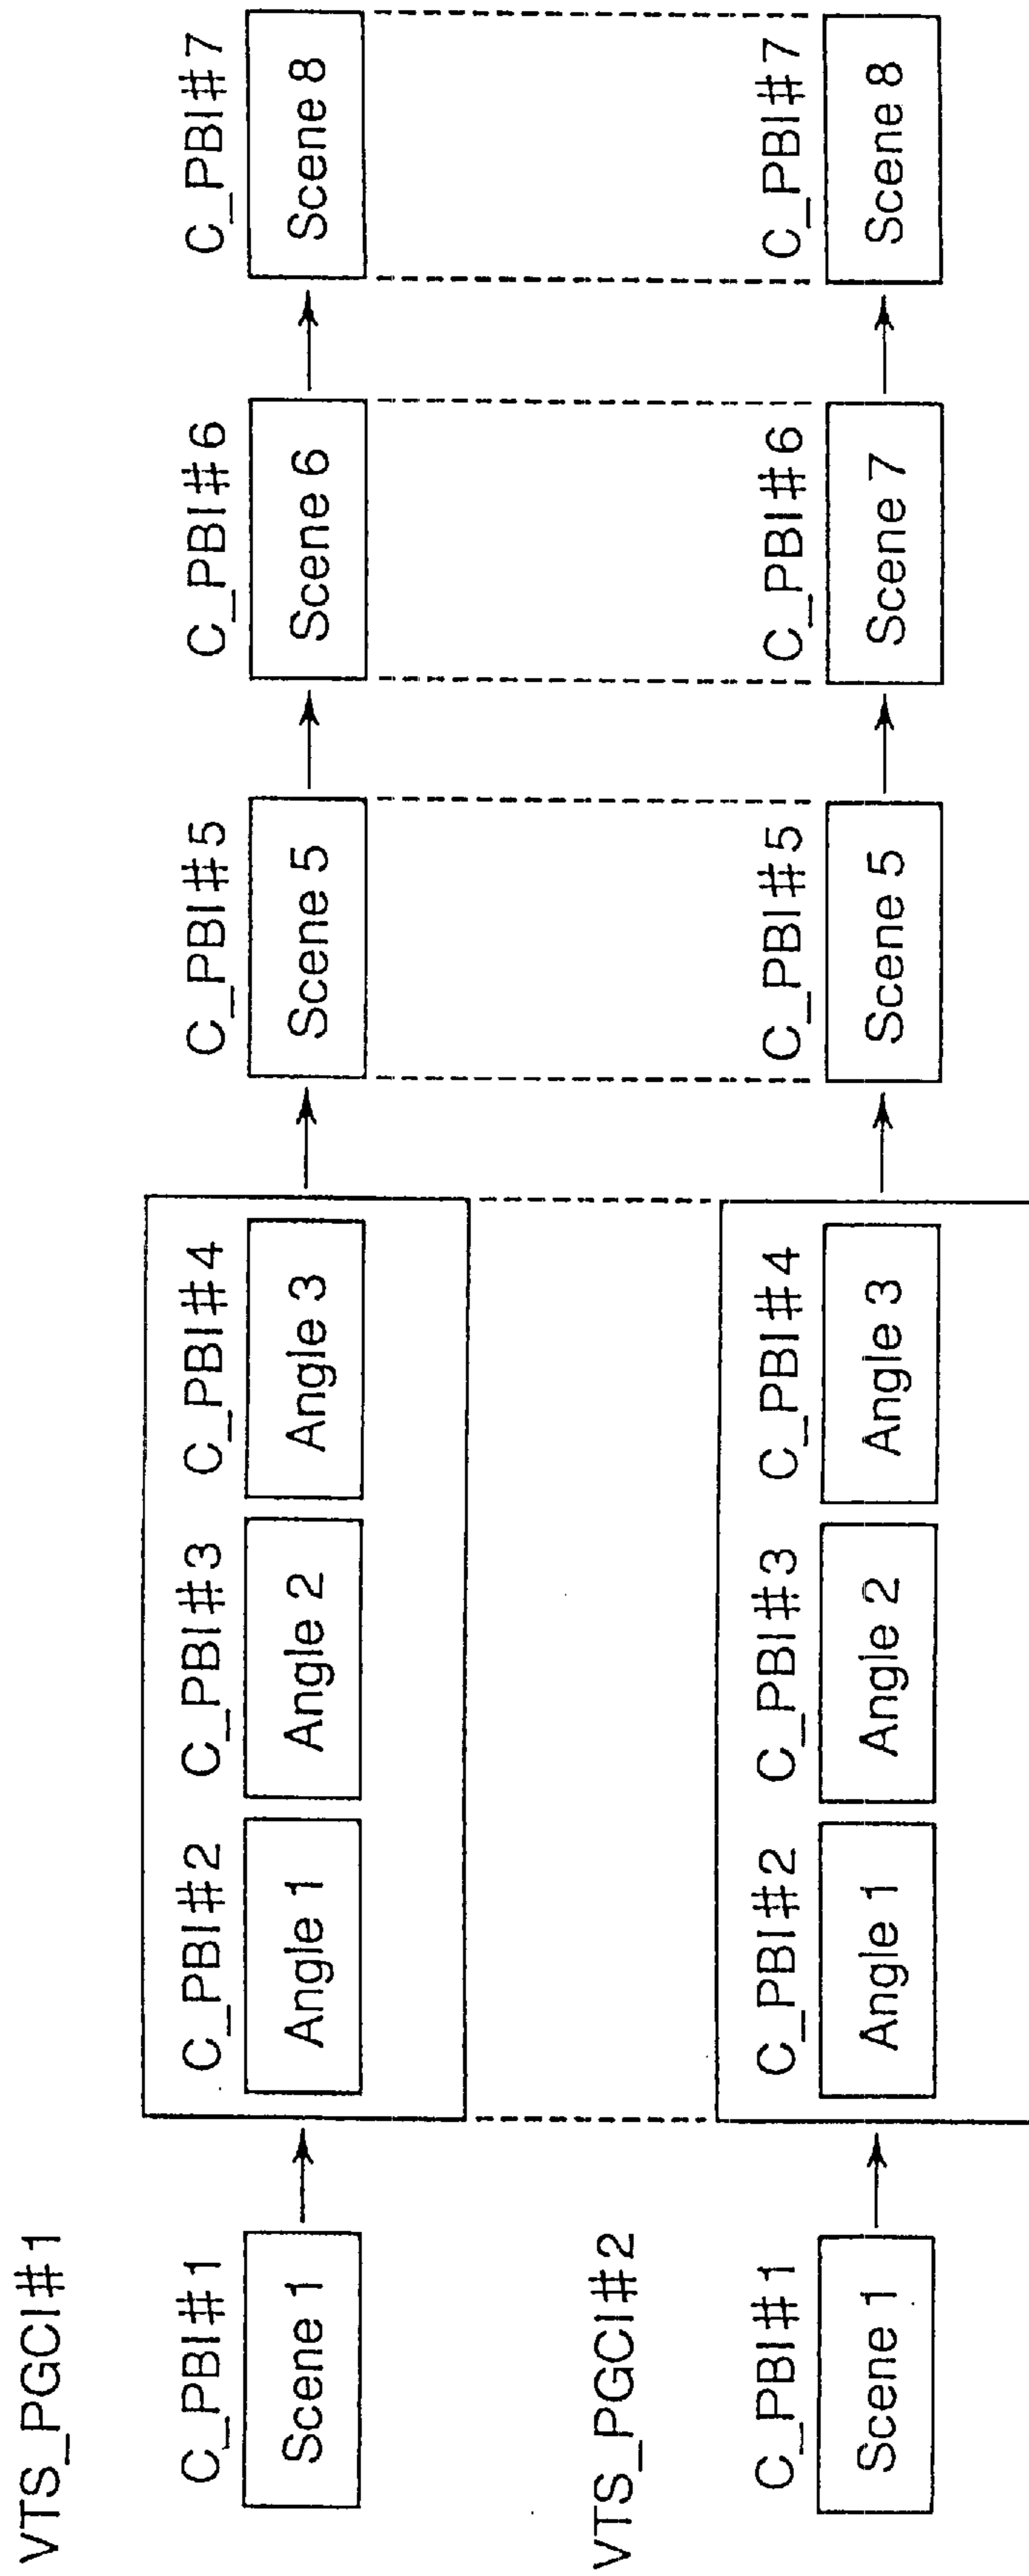 VTS_PGCI#1
C_PBI#1
C_PBI#2
C_PBI#3
C_PBI#4
C_PBI#5
C_PBI#6
C_PBI#7
Scene 1
Angle 1
Angle 2
Angle 3
Scene 5
Scene 6
Scene 8
VTS_PGCI#2
C_PBI#1
C_PBI#2
C_PBI#3
C_PBI#4
C_PBI#5
C_PBI#6
C_PBI#7
Scene 1
Angle 1
Angle 2
Angle 3
Scene 5
Scene 7
Scene 8